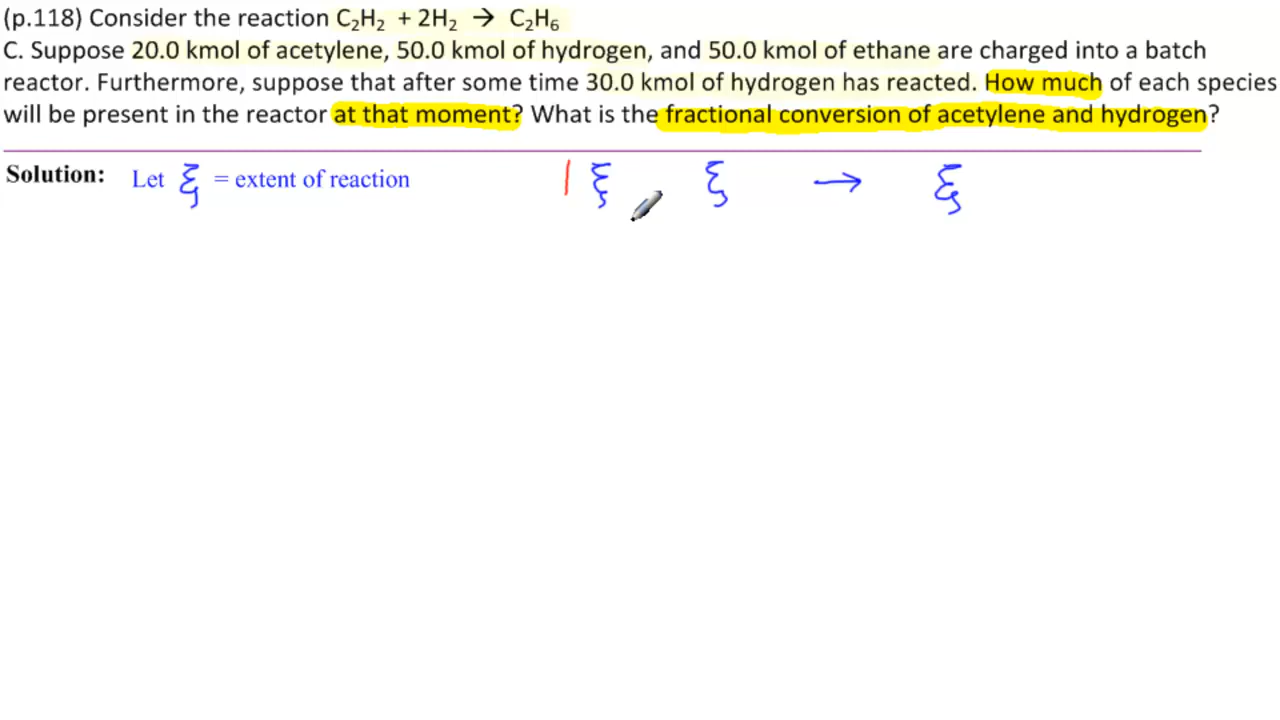 (p.118) Consider the reaction C₂H₂ + 2H₂ → C₂H₆
C. Suppose 20.0 kmol of acetylene, 50.0 kmol of hydrogen, and 50.0 kmol of ethane are charged into a batch
reactor. Furthermore, suppose that after some time 30.0 kmol of hydrogen has reacted. How much of each species
will be present in the reactor at that moment? What is the fractional conversion of acetylene and hydrogen?
Solution: Let ξ = extent of reaction 1 ξ ξ → ξ